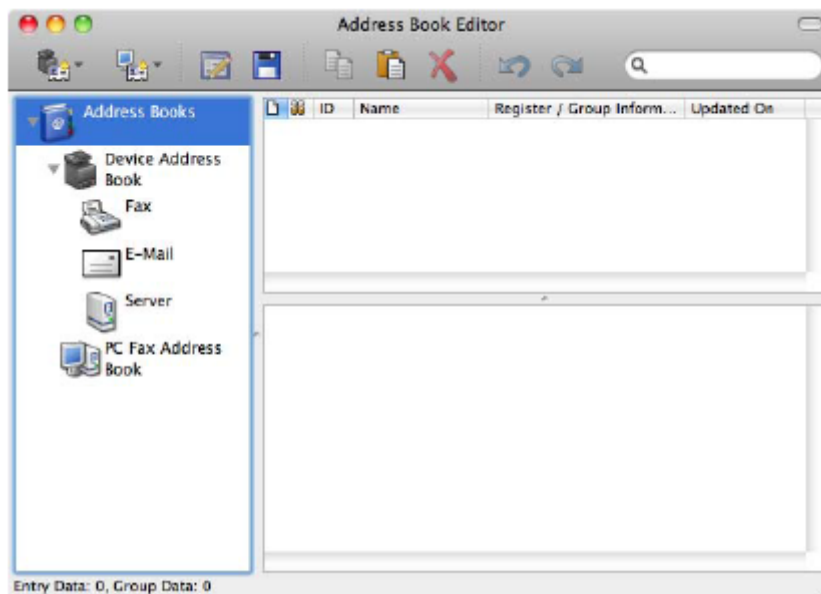 Address Book Editor
Address Books
ID Name Register / Group Inform... Updated On
Device Address
Book
Fax
E-Mail
Server
PC Fax Address
Book
Entry Data: 0, Group Data: 0